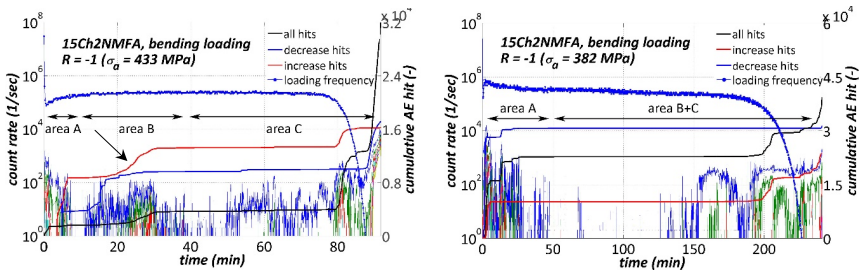 15Ch2NMFA, bending loading
R = -1 (σa = 433 MPa)
all hits
decrease hits
increase hits
loading frequency
area A
area B
area C
count rate (1/sec)
10^8
10^6
10^4
10^2
10^0
0
20
40
60
80
time (min)
3.2
2.4
1.6
0.8
0
x 10^4
cumulative AE hit (-)
15Ch2NMFA, bending loading
R = -1 (σa = 382 MPa)
all hits
increase hits
decrease hits
loading frequency
area A
area B+C
count rate (1/sec)
10^8
10^6
10^4
10^2
10^0
0
50
100
150
200
time (min)
6
4.5
3
1.5
0
x 10^4
cumulative AE hit (-)